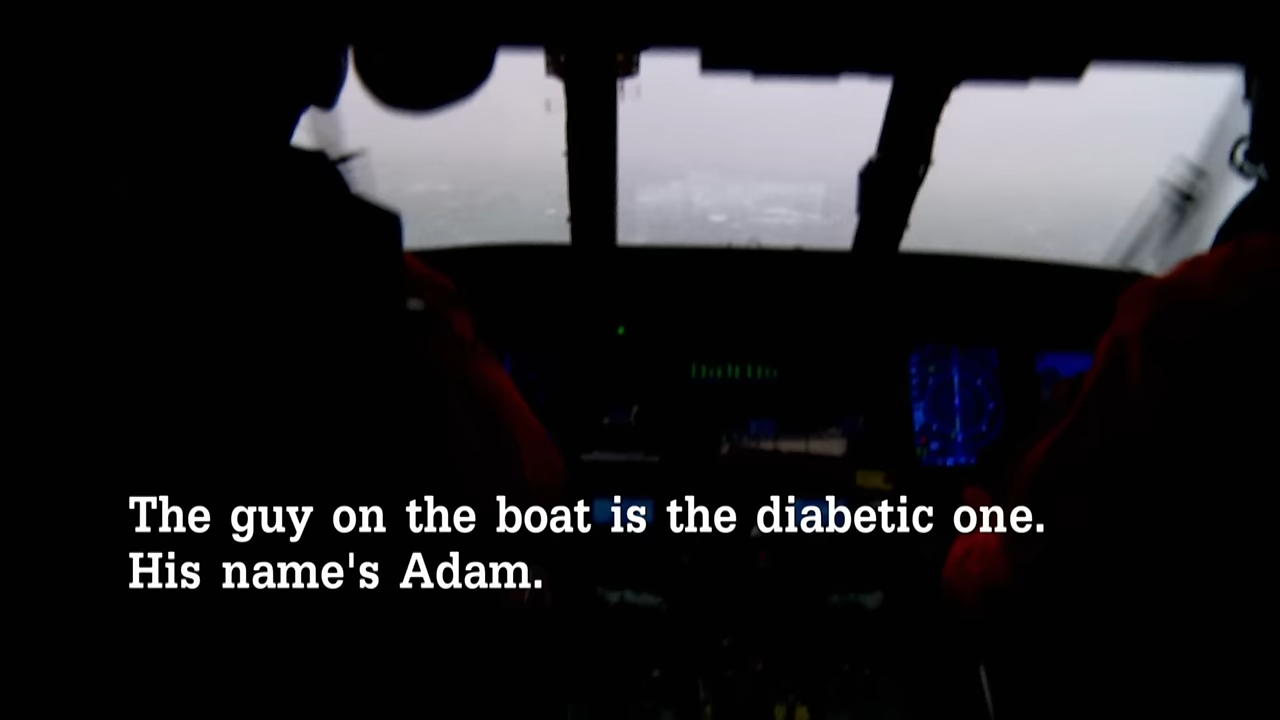 The guy on the boat is the diabetic one.
His name's Adam.